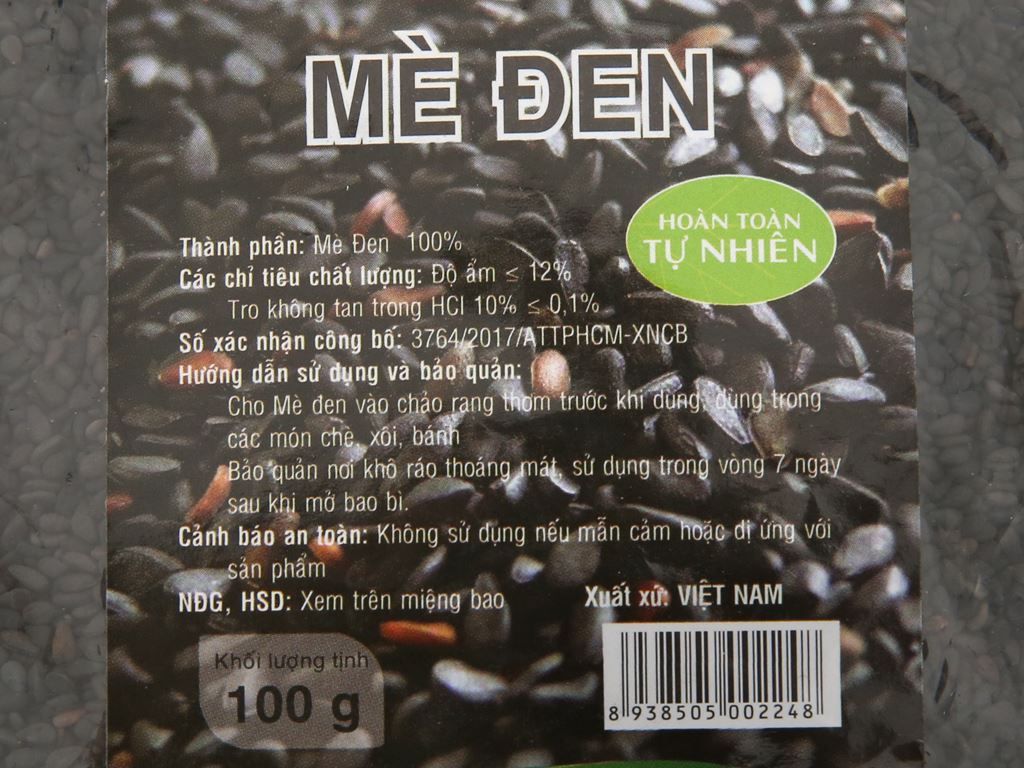 MÈ ĐEN
HOÀN TOÀN
TỰ NHIÊN
Thành phần: Mè Đen 100%
Các chỉ tiêu chất lượng: Độ ẩm ≤ 12%
Tro không tan trong HCl 10% ≤ 0,1%
Số xác nhận công bố: 3764/2017/ATTPHCM-XNCB
Hướng dẫn sử dụng và bảo quản:
Cho Mè đen vào chảo rang thơm trước khi dùng, dùng trong
các món chè, xôi, bánh
Bảo quản nơi khô ráo thoáng mát, sử dụng trong vòng 7 ngày
sau khi mở bao bì.
Cảnh báo an toàn: Không sử dụng nếu mẫn cảm hoặc dị ứng với
sản phẩm
NĐG, HSD: Xem trên miệng bao
Xuất xứ: VIỆT NAM
Khối lượng tịnh
100 g
8 938505 002248